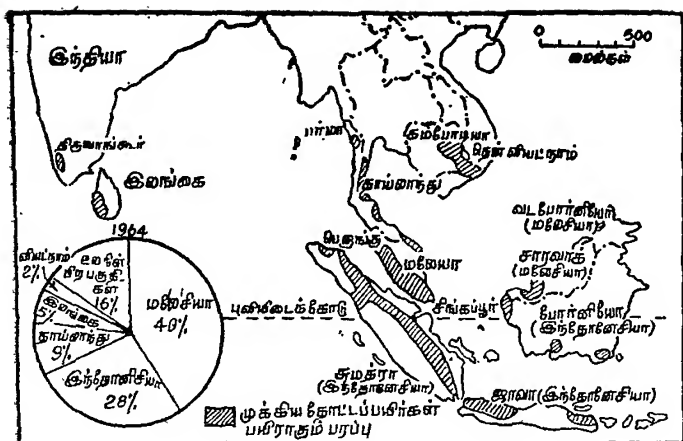 0 500
மைல்கள்
இந்தியா
பர்மா
கம்போடியா
தென்வியட்நாம்
திருவாங்கூர்
இலங்கை
தாய்லாந்து
வடபோர்னியோ
(மலேசியா)
சாரவாக்
(மலேசியா)
மலேயா
சிங்கப்பூர்
போர்னியோ
(இந்தோனேசியா)
புவிமிடைக்கோடு
சுமத்ரா
(இந்தோனேசியா)
ஜாவா (இந்தோனேசியா)
1964
வியட்நாம்
2%
உலகின்
பிற பகுதி
கள்
16%
மலேசியா
40%
இலங்கை
5%
தாய்லாந்து
9%
இந்தோனிசியா
28%
முக்கிய தோட்டப்பயிர்கள்
பயிராகும் பரப்பு